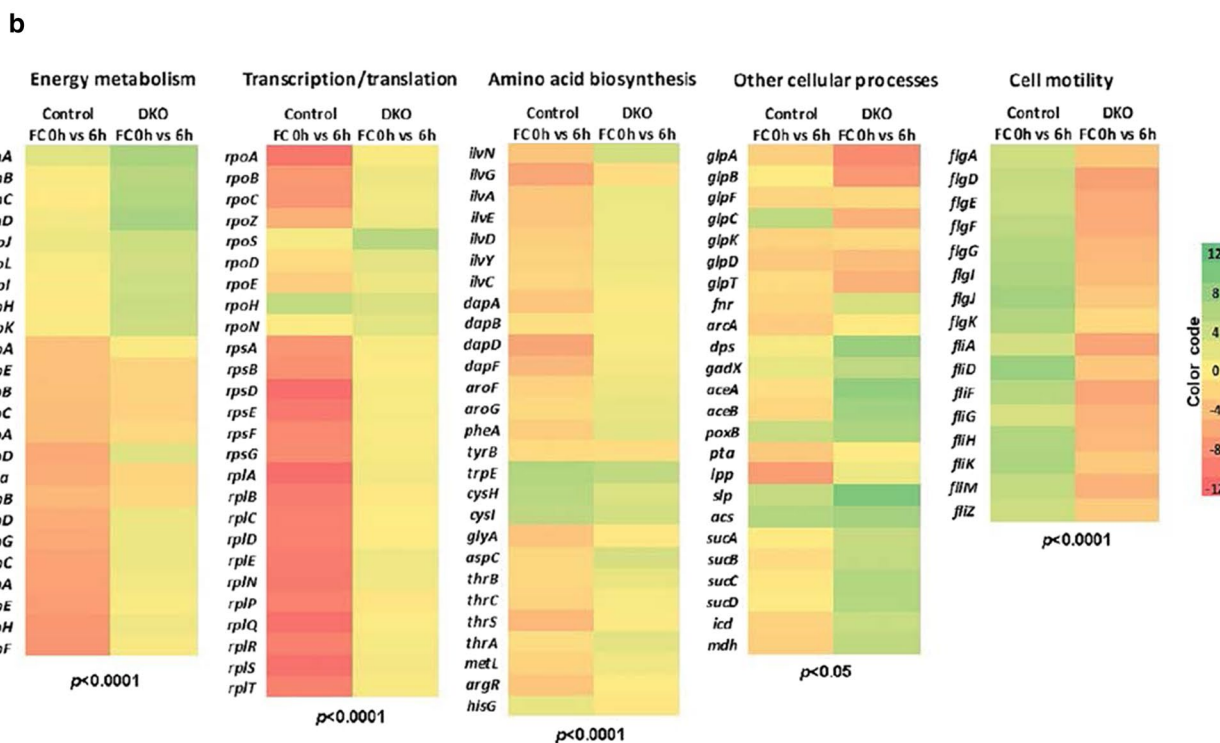 b
Energy metabolism
Control DKO
FC 0h vs 6h FC 0h vs 6h
A
B
C
D
J
L
I
H
K
A
E
B
C
A
D
a
B
D
G
C
A
E
H
F
p<0.0001
Transcription/translation
Control DKO
FC 0h vs 6h FC 0h vs 6h
rpoA
rpoB
rpoC
rpoZ
rpoS
rpoD
rpoE
rpoH
rpoN
rpsA
rpsB
rpsD
rpsE
rpsF
rpsG
rplA
rplB
rplC
rplD
rplE
rplN
rplP
rplQ
rplR
rplS
rplT
p<0.0001
Amino acid biosynthesis
Control DKO
FC 0h vs 6h FC 0h vs 6h
ilvN
ilvG
ilvA
ilvE
ilvD
ilvY
ilvC
dapA
dapB
dapD
dapF
aroF
aroG
pheA
tyrB
trpE
cysH
cysI
glyA
aspC
thrB
thrC
thrS
thrA
metL
argR
hisG
p<0.0001
Other cellular processes
Control DKO
FC 0h vs 6h FC 0h vs 6h
glpA
glpB
glpF
glpC
glpK
glpD
glpT
fnr
arcA
dps
gadX
aceA
aceB
poxB
pta
lpp
slp
acs
sucA
sucB
sucC
sucD
icd
mdh
p<0.05
Cell motility
Control DKO
FC 0h vs 6h FC 0h vs 6h
flgA
flgD
flgE
flgF
flgG
flgI
flgJ
flgK
fliA
fliD
fliF
fliG
fliH
fliK
fliM
fliZ
p<0.0001
Color code
12
8
4
0
-4
-8
-12